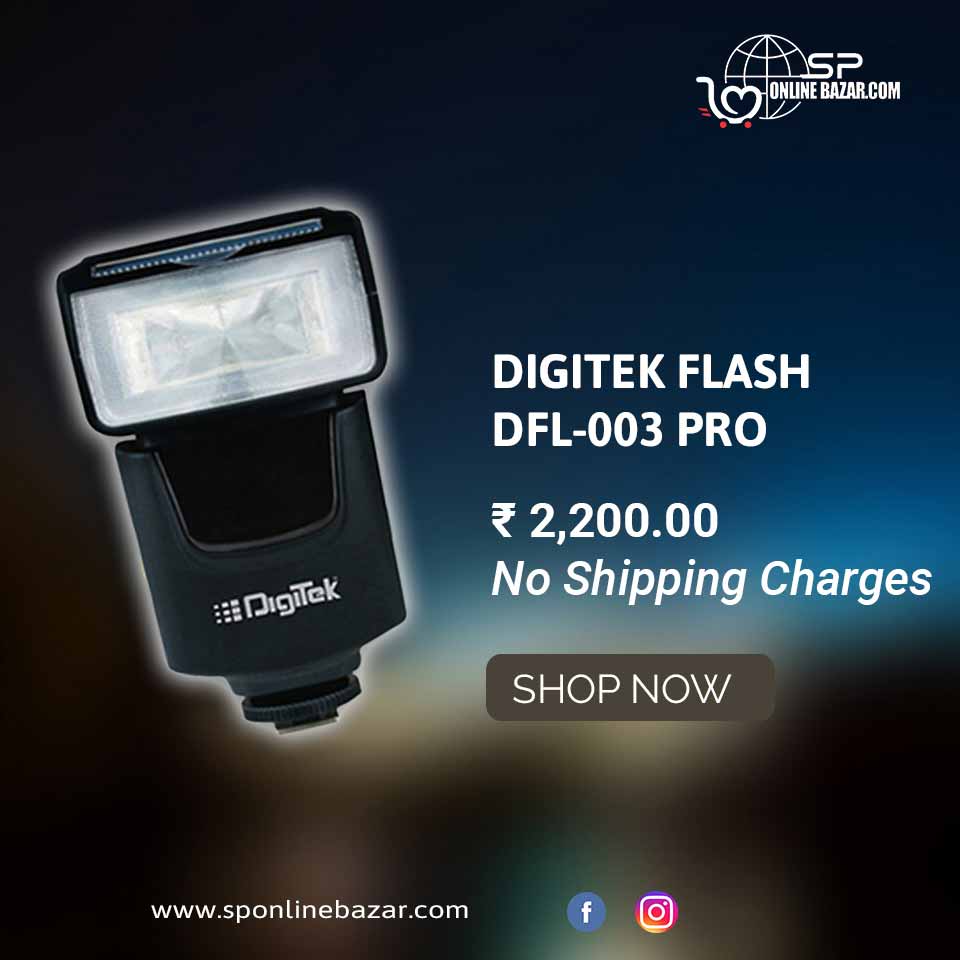 SP
ONLINE BAZAR.COM
DIGITEK FLASH
DFL-003 PRO
₹ 2,200.00
No Shipping Charges
DigiTek
SHOP NOW
www.sponlinebazar.com
f